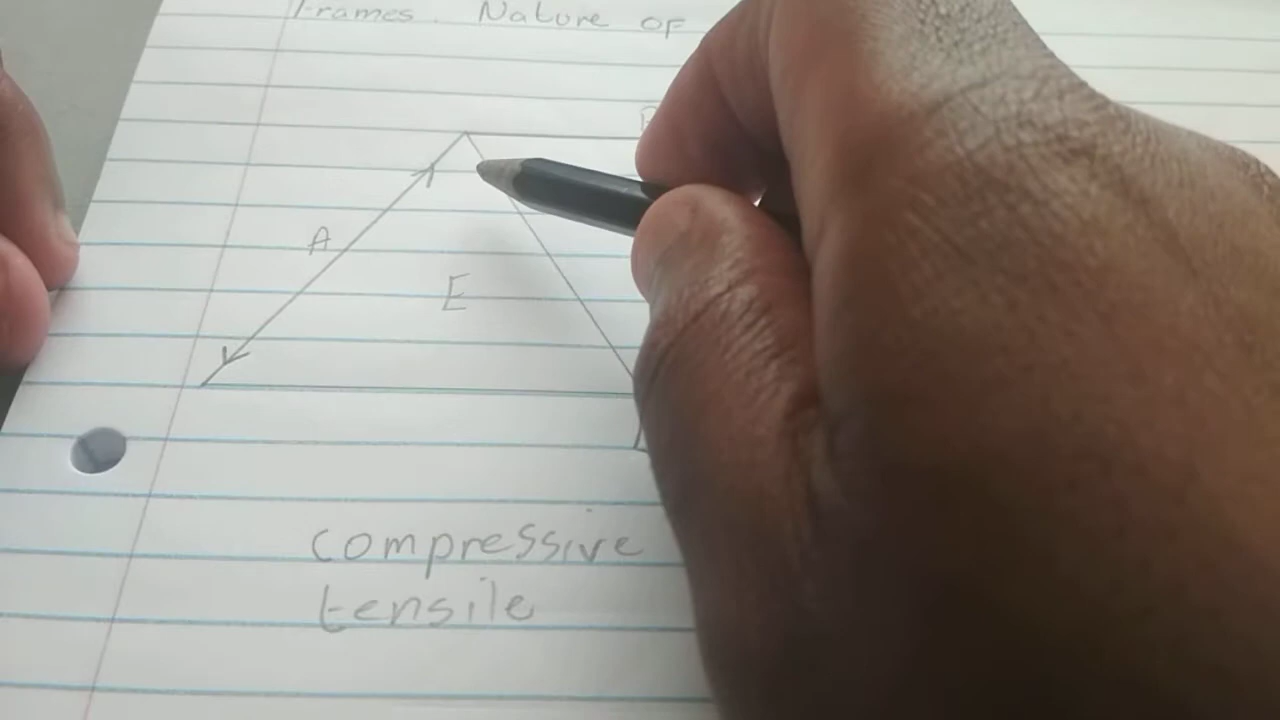 Frames. Nature of
A
E
compressive
tensile